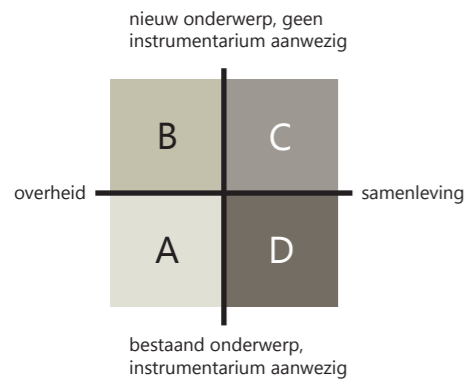 nieuw onderwerp, geen
instrumentarium aanwezig
B
C
overheid
samenleving
A
D
bestaand onderwerp,
instrumentarium aanwezig